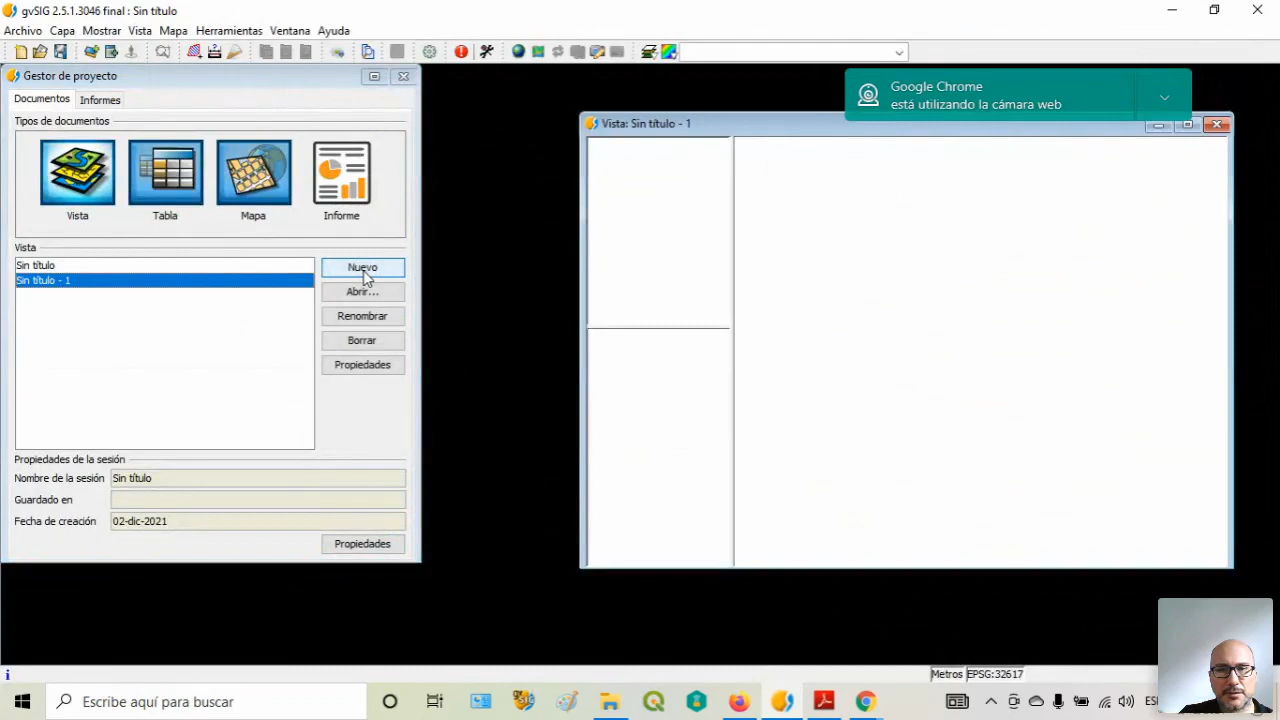 gvSIG 2.5.1.3046 final : Sin título
Archivo Capa Mostrar Vista Mapa Herramientas Ventana Ayuda
Gestor de proyecto
Documentos Informes
Tipos de documentos
Vista Tabla Mapa Informe
Vista
Sin título
Sin título - 1
Nuevo
Abrir...
Renombrar
Borrar
Propiedades
Propiedades de la sesión
Nombre de la sesión Sin título
Guardado en
Fecha de creación 02-dic-2021
Propiedades
Google Chrome
está utilizando la cámara web
Vista: Sin título - 1
Metros EPSG:32617
Escribe aquí para buscar